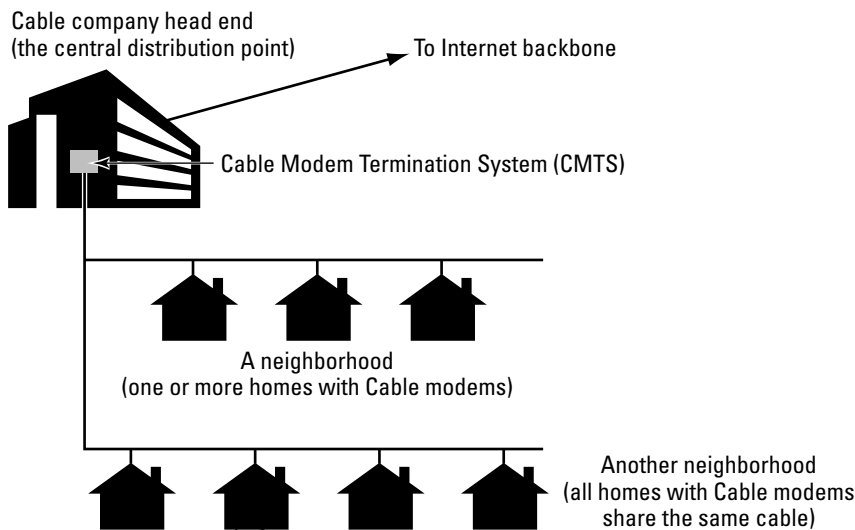 Cable company head end
(the central distribution point)
To Internet backbone
Cable Modem Termination System (CMTS)
A neighborhood
(one or more homes with Cable modems)
Another neighborhood
(all homes with Cable modems
share the same cable)